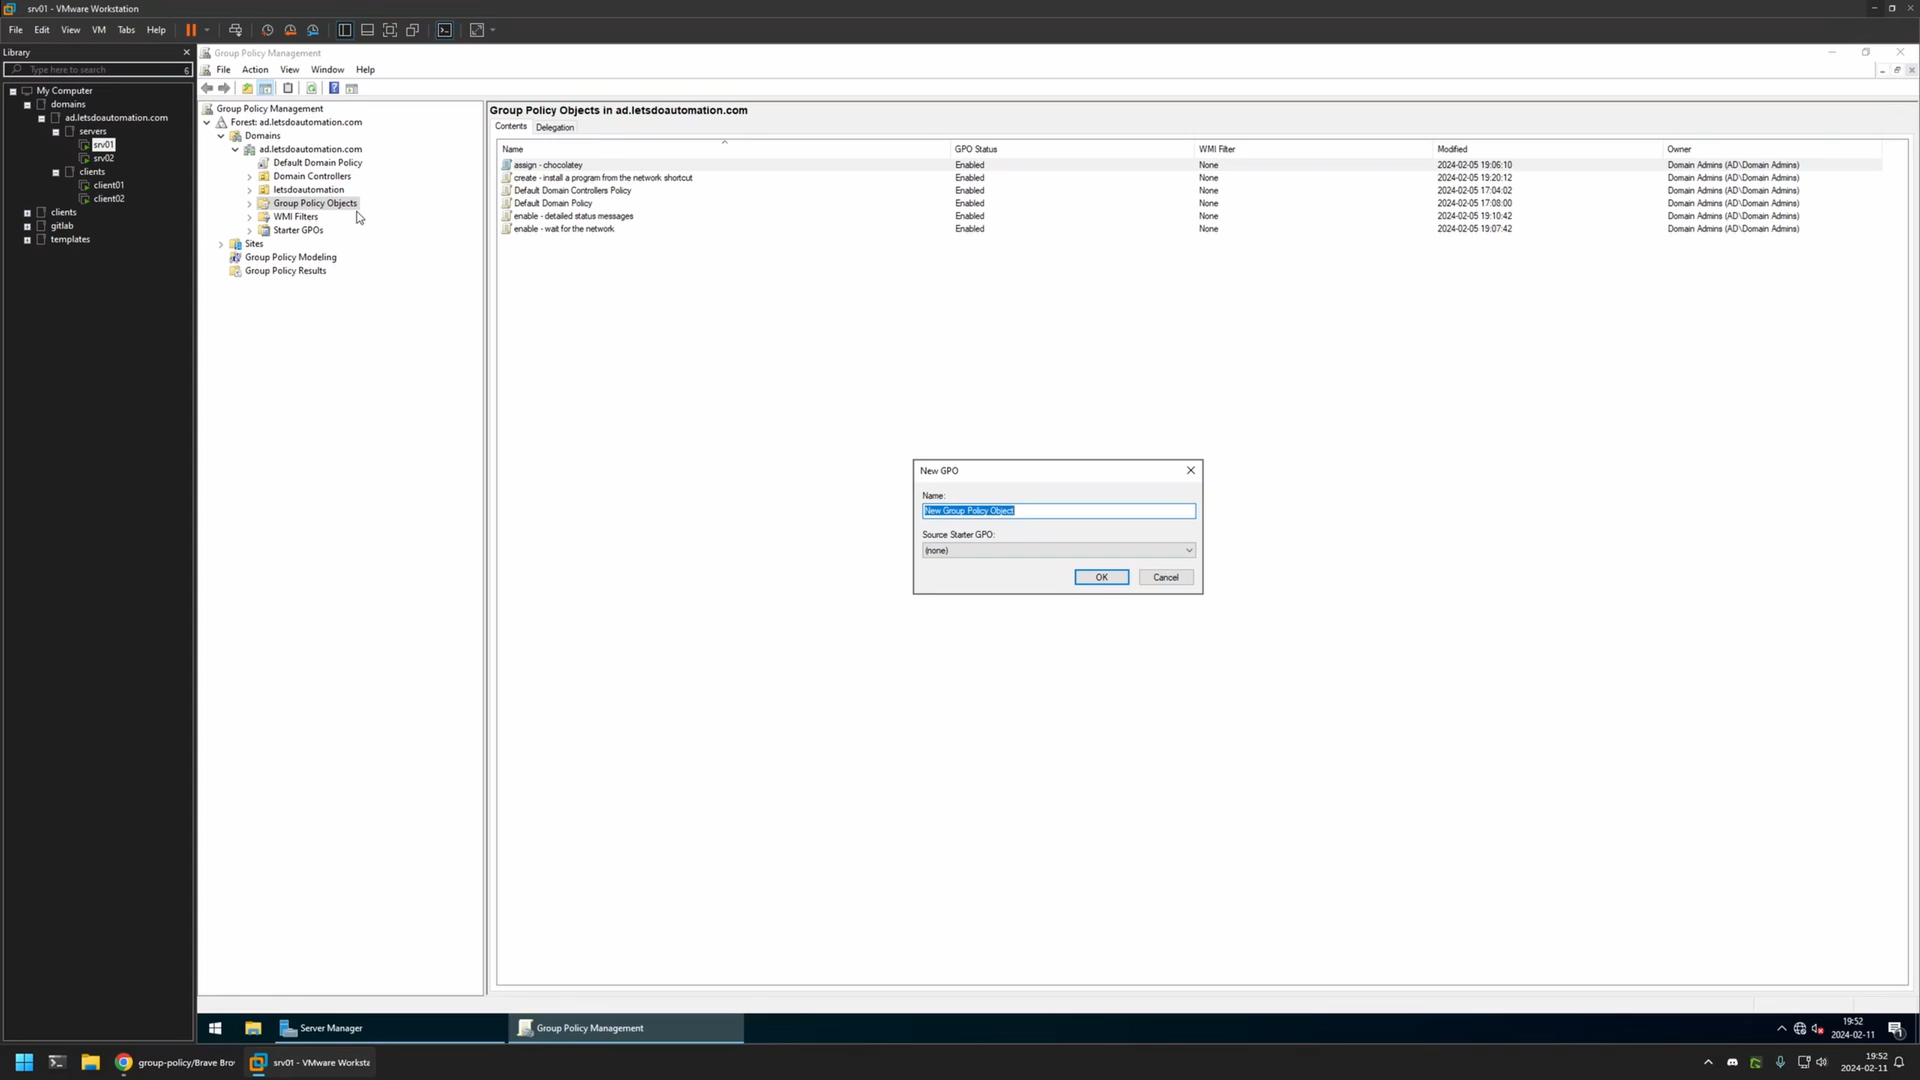 srv01 - VMware Workstation
File Edit View VM Tabs Help
Library
Type here to search
My Computer
domains
ad.letsdoautomation.com
servers
srv01
srv02
clients
client01
client02
clients
gitlab
templates
Group Policy Management
File Action View Window Help
Group Policy Management
Forest: ad.letsdoautomation.com
Domains
ad.letsdoautomation.com
Default Domain Policy
Domain Controllers
letsdoautomation
Group Policy Objects
WMI Filters
Starter GPOs
Sites
Group Policy Modeling
Group Policy Results
Group Policy Objects in ad.letsdoautomation.com
Contents Delegation
Name GPO Status WMI Filter Modified Owner
assign - chocolatey Enabled None 2024-02-05 19:06:10 Domain Admins (AD\Domain Admins)
create - install a program from the network shortcut Enabled None 2024-02-05 19:20:12 Domain Admins (AD\Domain Admins)
Default Domain Controllers Policy Enabled None 2024-02-05 17:04:02 Domain Admins (AD\Domain Admins)
Default Domain Policy Enabled None 2024-02-05 17:08:00 Domain Admins (AD\Domain Admins)
enable - detailed status messages Enabled None 2024-02-05 19:10:42 Domain Admins (AD\Domain Admins)
enable - wait for the network Enabled None 2024-02-05 19:07:42 Domain Admins (AD\Domain Admins)
New GPO
Name:
New Group Policy Object
Source Starter GPO:
(none)
OK Cancel
Server Manager Group Policy Management
19:52
2024-02-11
group-policy/Brave Bro srv01 - VMware Worksta
19:52
2024-02-11